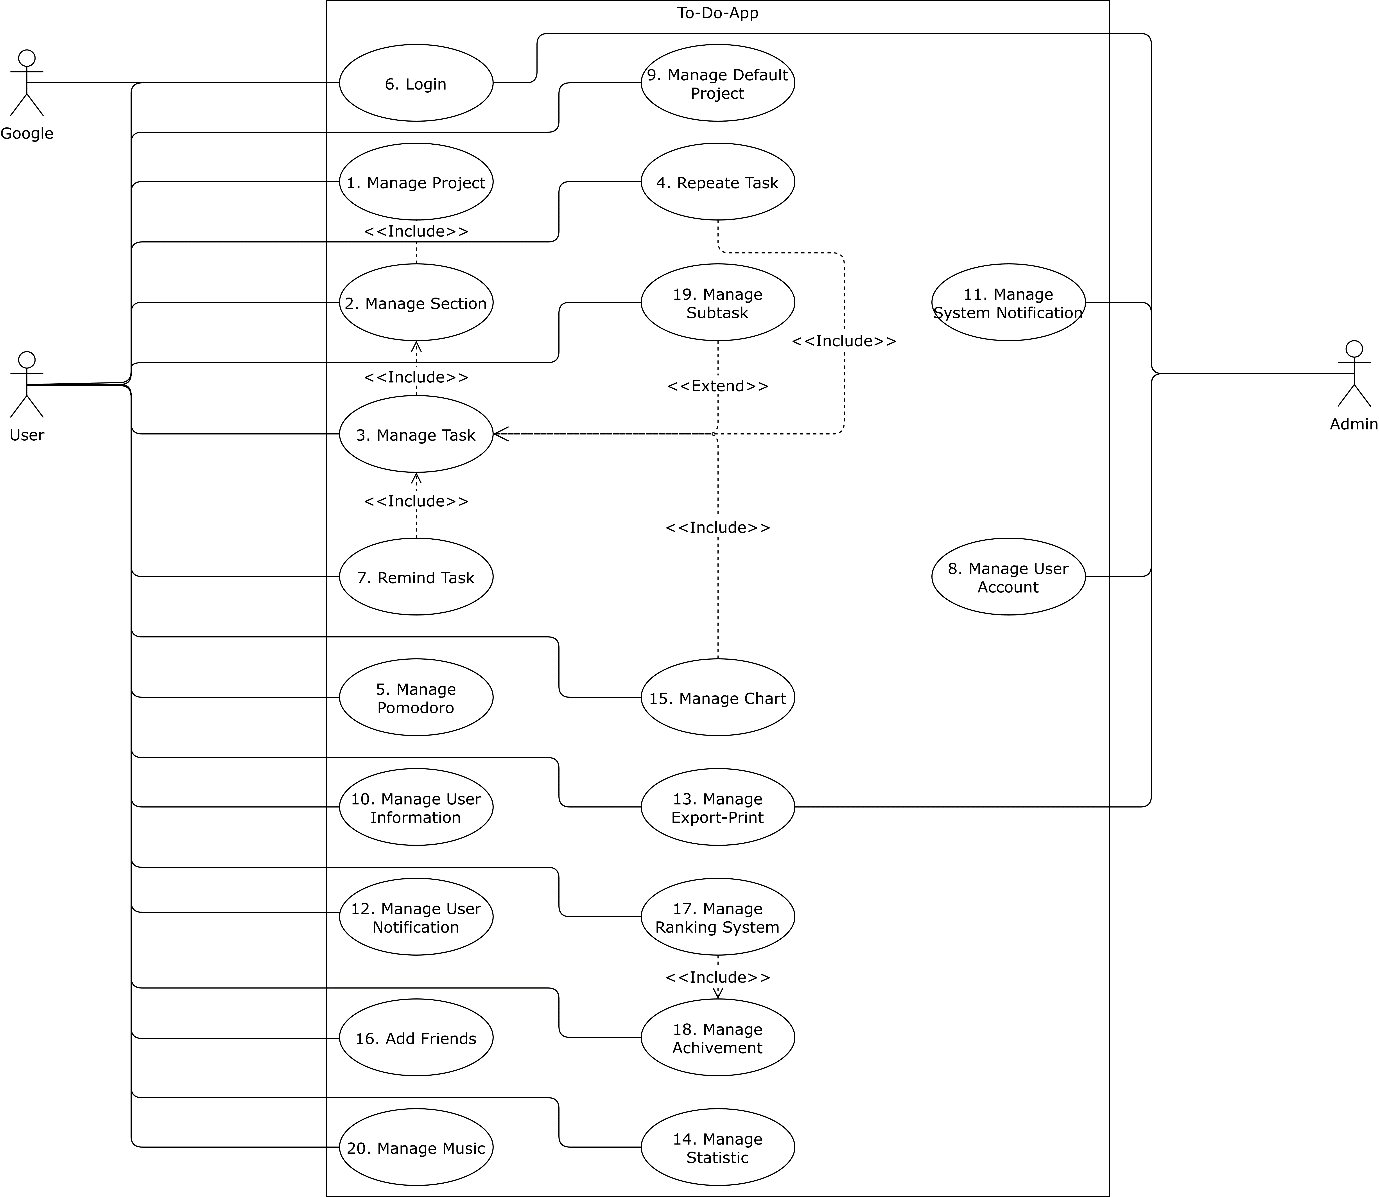 To-Do-App
6. Login
9. Manage Default
Project
Google
1. Manage Project
4. Repeate Task
<<Include>>
2. Manage Section
19. Manage
Subtask
11. Manage
System Notification
<<Include>>
<<Include>>
<<Extend>>
User
3. Manage Task
Admin
<<Include>>
<<Include>>
7. Remind Task
8. Manage User
Account
5. Manage
Pomodoro
15. Manage Chart
10. Manage User
Information
13. Manage
Export-Print
12. Manage User
Notification
17. Manage
Ranking System
<<Include>>
16. Add Friends
18. Manage
Achivement
20. Manage Music
14. Manage
Statistic